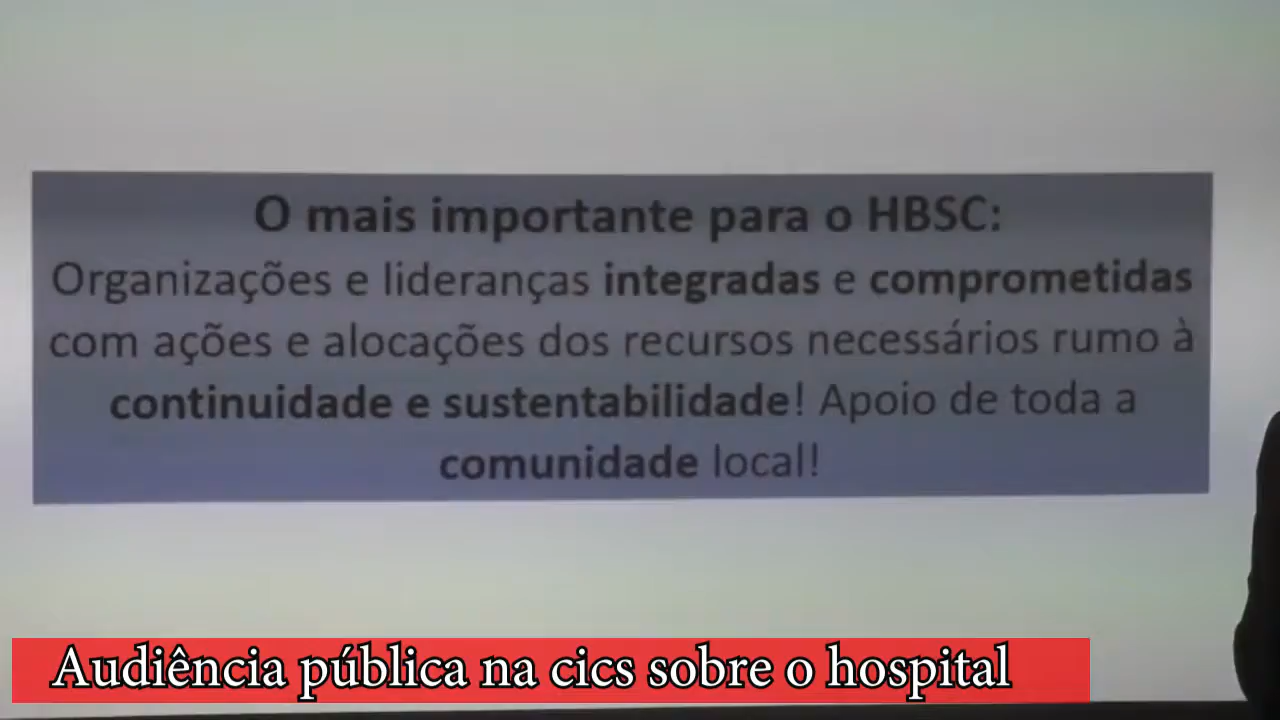 O mais importante para o HBSC:
Organizações e lideranças integradas e comprometidas
com ações e alocações dos recursos necessários rumo à
continuidade e sustentabilidade! Apoio de toda a
comunidade local!
Audiência pública na cics sobre o hospital